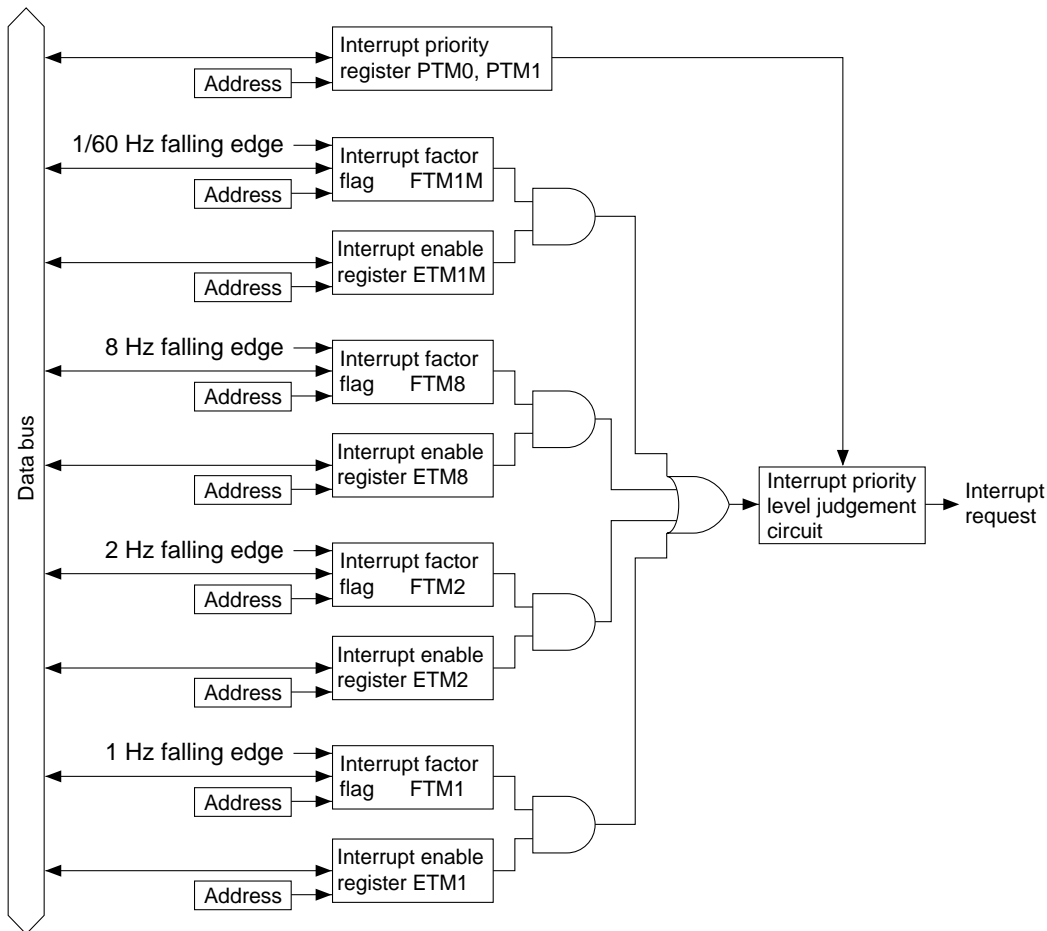 Data bus
Interrupt priority
register PTM0, PTM1
Address
1/60 Hz falling edge
Interrupt factor
flag FTM1M
Address
Interrupt enable
register ETM1M
Address
8 Hz falling edge
Interrupt factor
flag FTM8
Address
Interrupt enable
register ETM8
Address
2 Hz falling edge
Interrupt factor
flag FTM2
Address
Interrupt enable
register ETM2
Address
1 Hz falling edge
Interrupt factor
flag FTM1
Address
Interrupt enable
register ETM1
Address
Interrupt priority
level judgement
circuit
Interrupt
request